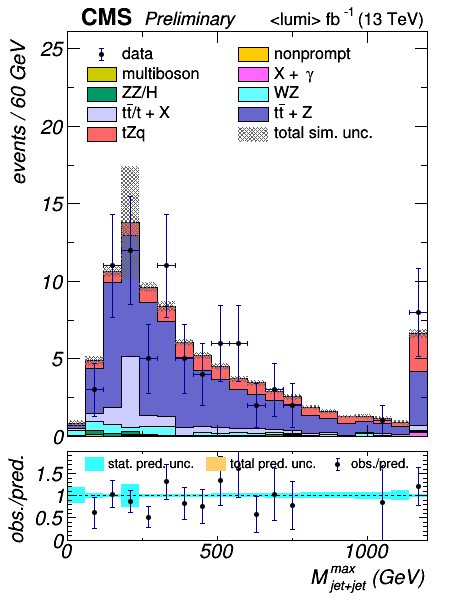 CMS Preliminary <lumi> fb⁻¹ (13 TeV)
events / 60 GeV
25
20
15
10
5
0
data
nonprompt
multiboson
X + γ
ZZ/H
WZ
tt̄/t + X
tt̄ + Z
tZq
total sim. unc.
obs./pred.
1.5
1
0.5
0
stat. pred. unc.
total pred. unc.
obs./pred.
0 500 1000
M^max_jet+jet (GeV)